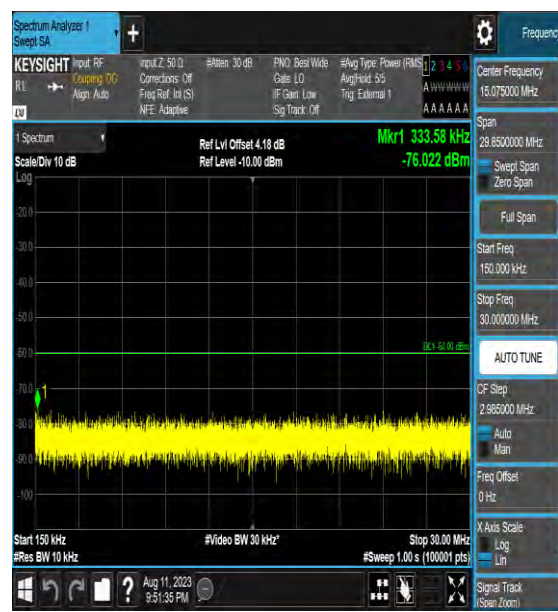 Spectrum Analyzer 1
Swept SA
+
Frequenc
KEYSIGHT
Input: RF
Coupling: DC
Align: Auto
Input Z: 50 Ω
Corrections: Off
Freq Ref: Int (S)
NFE: Adaptive
#Atten: 30 dB
PNO: Best Wide
Gate: LO
IF Gain: Low
Sig Track: Off
#Avg Type: Power (RMS
Avg|Hold: 5/5
Trig: External 1
1 2 3 4 5 6
A W W W W W
A A A A A A
RL
LXI
1 Spectrum
Scale/Div 10 dB
Log
Ref Lvl Offset 4.18 dB
Ref Level -10.00 dBm
Mkr1 333.58 kHz
-76.022 dBm
-20.0
-30.0
-40.0
-50.0
-60.0
-70.0
-80.0
-90.0
-100
DL1 -60.00 dBm
1
Start 150 kHz
#Res BW 10 kHz
#Video BW 30 kHz*
Stop 30.00 MHz
#Sweep 1.00 s (100001 pts)
Center Frequency
15.075000 MHz
Span
29.8500000 MHz
Swept Span
Zero Span
Full Span
Start Freq
150.000 kHz
Stop Freq
30.000000 MHz
AUTO TUNE
CF Step
2.985000 MHz
Auto
Man
Freq Offset
0 Hz
X Axis Scale
Log
Lin
Signal Track
(Span Zoom)
?
Aug 11, 2023
9:51:35 PM